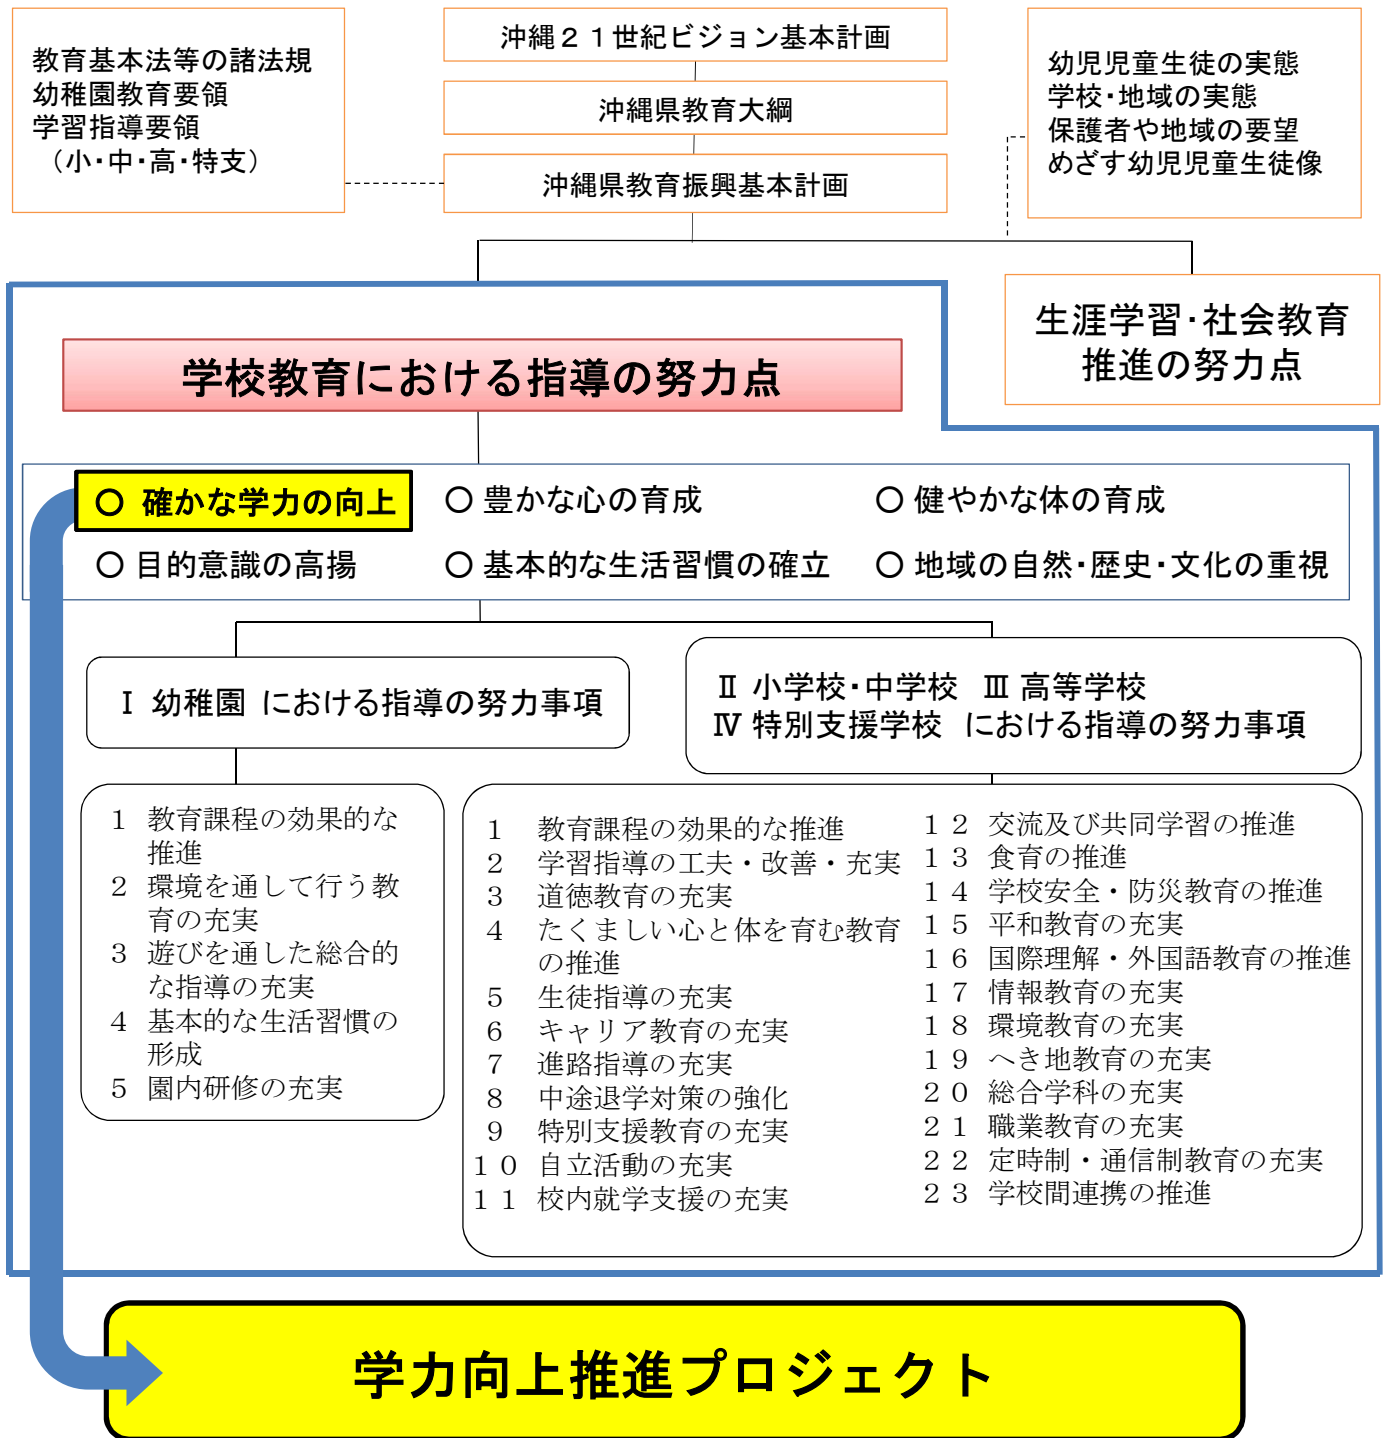 教育基本法等の諸法規
幼稚園教育要領
学習指導要領
（小・中・高・特支）
沖縄２１世紀ビジョン基本計画
沖縄県教育大綱
沖縄県教育振興基本計画
幼児児童生徒の実態
学校・地域の実態
保護者や地域の要望
めざす幼児児童生徒像
生涯学習・社会教育
推進の努力点
学校教育における指導の努力点
○ 確かな学力の向上 ○ 豊かな心の育成 ○ 健やかな体の育成
○ 目的意識の高揚 ○ 基本的な生活習慣の確立 ○ 地域の自然・歴史・文化の重視
Ⅰ 幼稚園 における指導の努力事項
Ⅱ 小学校・中学校 Ⅲ 高等学校
Ⅳ 特別支援学校 における指導の努力事項
１ 教育課程の効果的な
推進
２ 環境を通して行う教
育の充実
３ 遊びを通した総合的
な指導の充実
４ 基本的な生活習慣の
形成
５ 園内研修の充実
１ 教育課程の効果的な推進
２ 学習指導の工夫・改善・充実
３ 道徳教育の充実
４ たくましい心と体を育む教育
の推進
５ 生徒指導の充実
６ キャリア教育の充実
７ 進路指導の充実
８ 中途退学対策の強化
９ 特別支援教育の充実
１０ 自立活動の充実
１１ 校内就学支援の充実
１２ 交流及び共同学習の推進
１３ 食育の推進
１４ 学校安全・防災教育の推進
１５ 平和教育の充実
１６ 国際理解・外国語教育の推進
１７ 情報教育の充実
１８ 環境教育の充実
１９ へき地教育の充実
２０ 総合学科の充実
２１ 職業教育の充実
２２ 定時制・通信制教育の充実
２３ 学校間連携の推進
学力向上推進プロジェクト